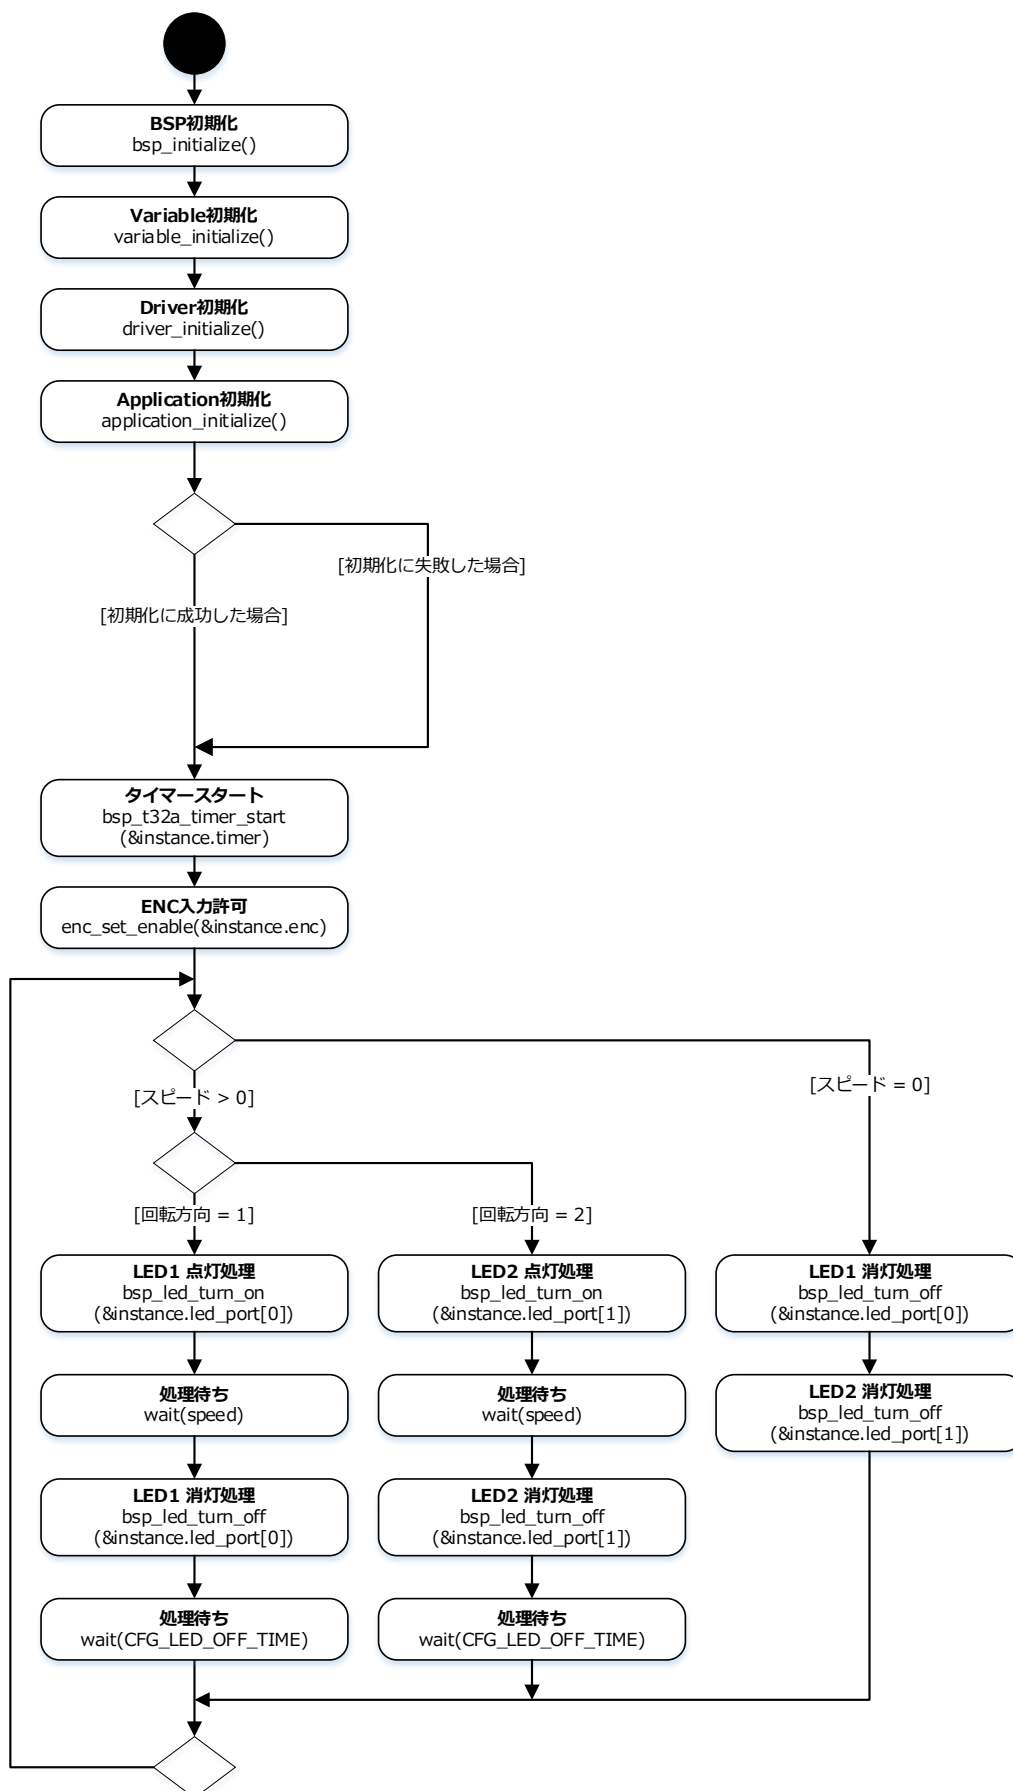 BSP初期化
bsp_initialize()
Variable初期化
variable_initialize()
Driver初期化
driver_initialize()
Application初期化
application_initialize()
[初期化に失敗した場合]
[初期化に成功した場合]
タイマースタート
bsp_t32a_timer_start
(&instance.timer)
ENC入力許可
enc_set_enable(&instance.enc)
[スピード > 0]
[スピード = 0]
[回転方向 = 1]
[回転方向 = 2]
LED1 点灯処理
bsp_led_turn_on
(&instance.led_port[0])
LED2 点灯処理
bsp_led_turn_on
(&instance.led_port[1])
LED1 消灯処理
bsp_led_turn_off
(&instance.led_port[0])
処理待ち
wait(speed)
処理待ち
wait(speed)
LED2 消灯処理
bsp_led_turn_off
(&instance.led_port[1])
LED1 消灯処理
bsp_led_turn_off
(&instance.led_port[0])
LED2 消灯処理
bsp_led_turn_off
(&instance.led_port[1])
処理待ち
wait(CFG_LED_OFF_TIME)
処理待ち
wait(CFG_LED_OFF_TIME)